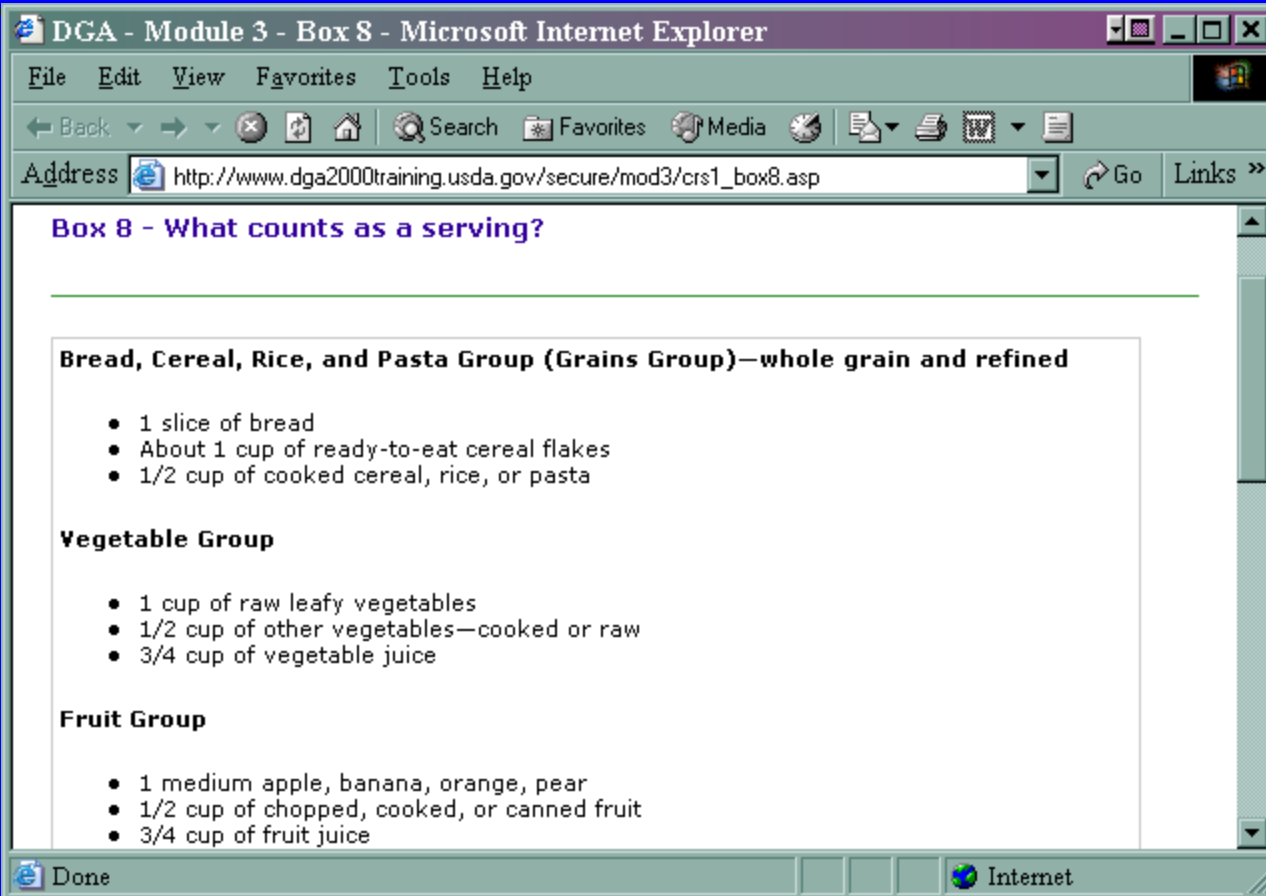 DGA - Module 3 - Box 8 - Microsoft Internet Explorer
File Edit View Favorites Tools Help
Back Search Favorites Media
Address http://www.dga2000training.usda.gov/secure/mod3/crs1_box8.asp Go Links »
Box 8 - What counts as a serving?
Bread, Cereal, Rice, and Pasta Group (Grains Group)—whole grain and refined
• 1 slice of bread
• About 1 cup of ready-to-eat cereal flakes
• 1/2 cup of cooked cereal, rice, or pasta
Vegetable Group
• 1 cup of raw leafy vegetables
• 1/2 cup of other vegetables—cooked or raw
• 3/4 cup of vegetable juice
Fruit Group
• 1 medium apple, banana, orange, pear
• 1/2 cup of chopped, cooked, or canned fruit
• 3/4 cup of fruit juice
Done Internet